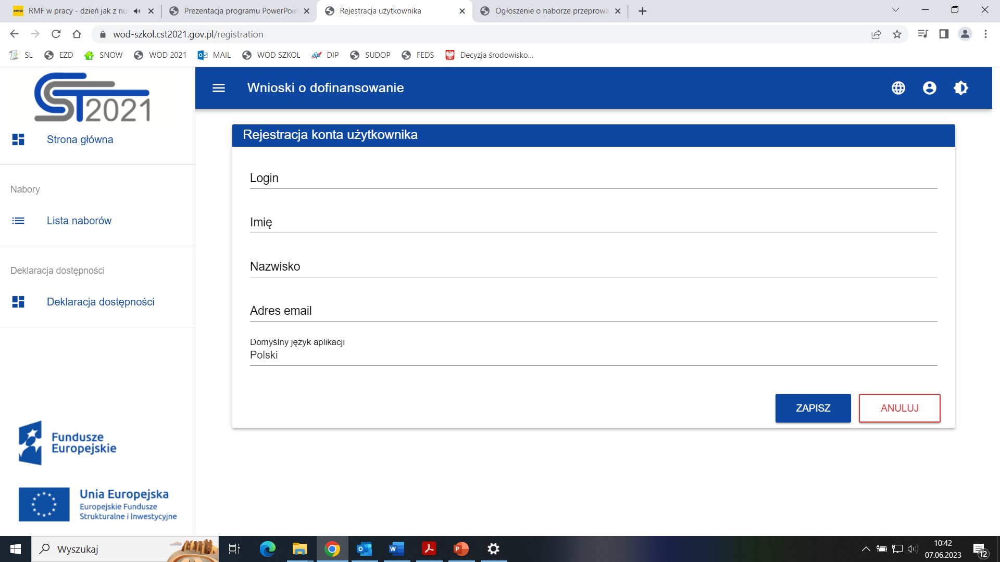 RMF w pracy - dzień jak z nu
Prezentacja programu PowerPoin
Rejestracja użytkownika
Ogłoszenie o naborze przeprowa
wod-szkol.cst2021.gov.pl/registration
SL
EZD
SNOW
WOD 2021
MAIL
WOD SZKOL
DIP
SUDOP
FEDS
Decyzja środowisko...
CST2021
Wnioski o dofinansowanie
Strona główna
Nabory
Lista naborów
Deklaracja dostępności
Deklaracja dostępności
Rejestracja konta użytkownika
Login
Imię
Nazwisko
Adres email
Domyślny język aplikacji
Polski
ZAPISZ
ANULUJ
Fundusze
Europejskie
Unia Europejska
Europejskie Fundusze
Strukturalne i Inwestycyjne
Wyszukaj
10:42
07.06.2023
12